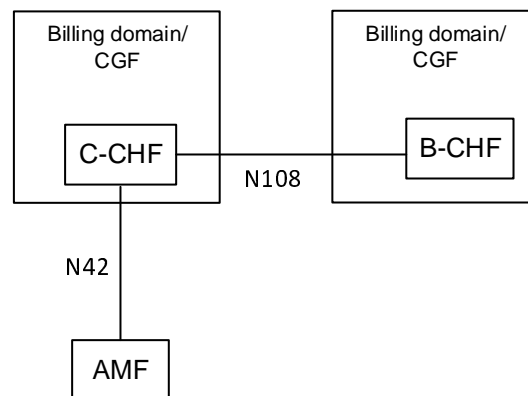 Billing domain/
CGF
C-CHF
Billing domain/
CGF
B-CHF
N108
N42
AMF